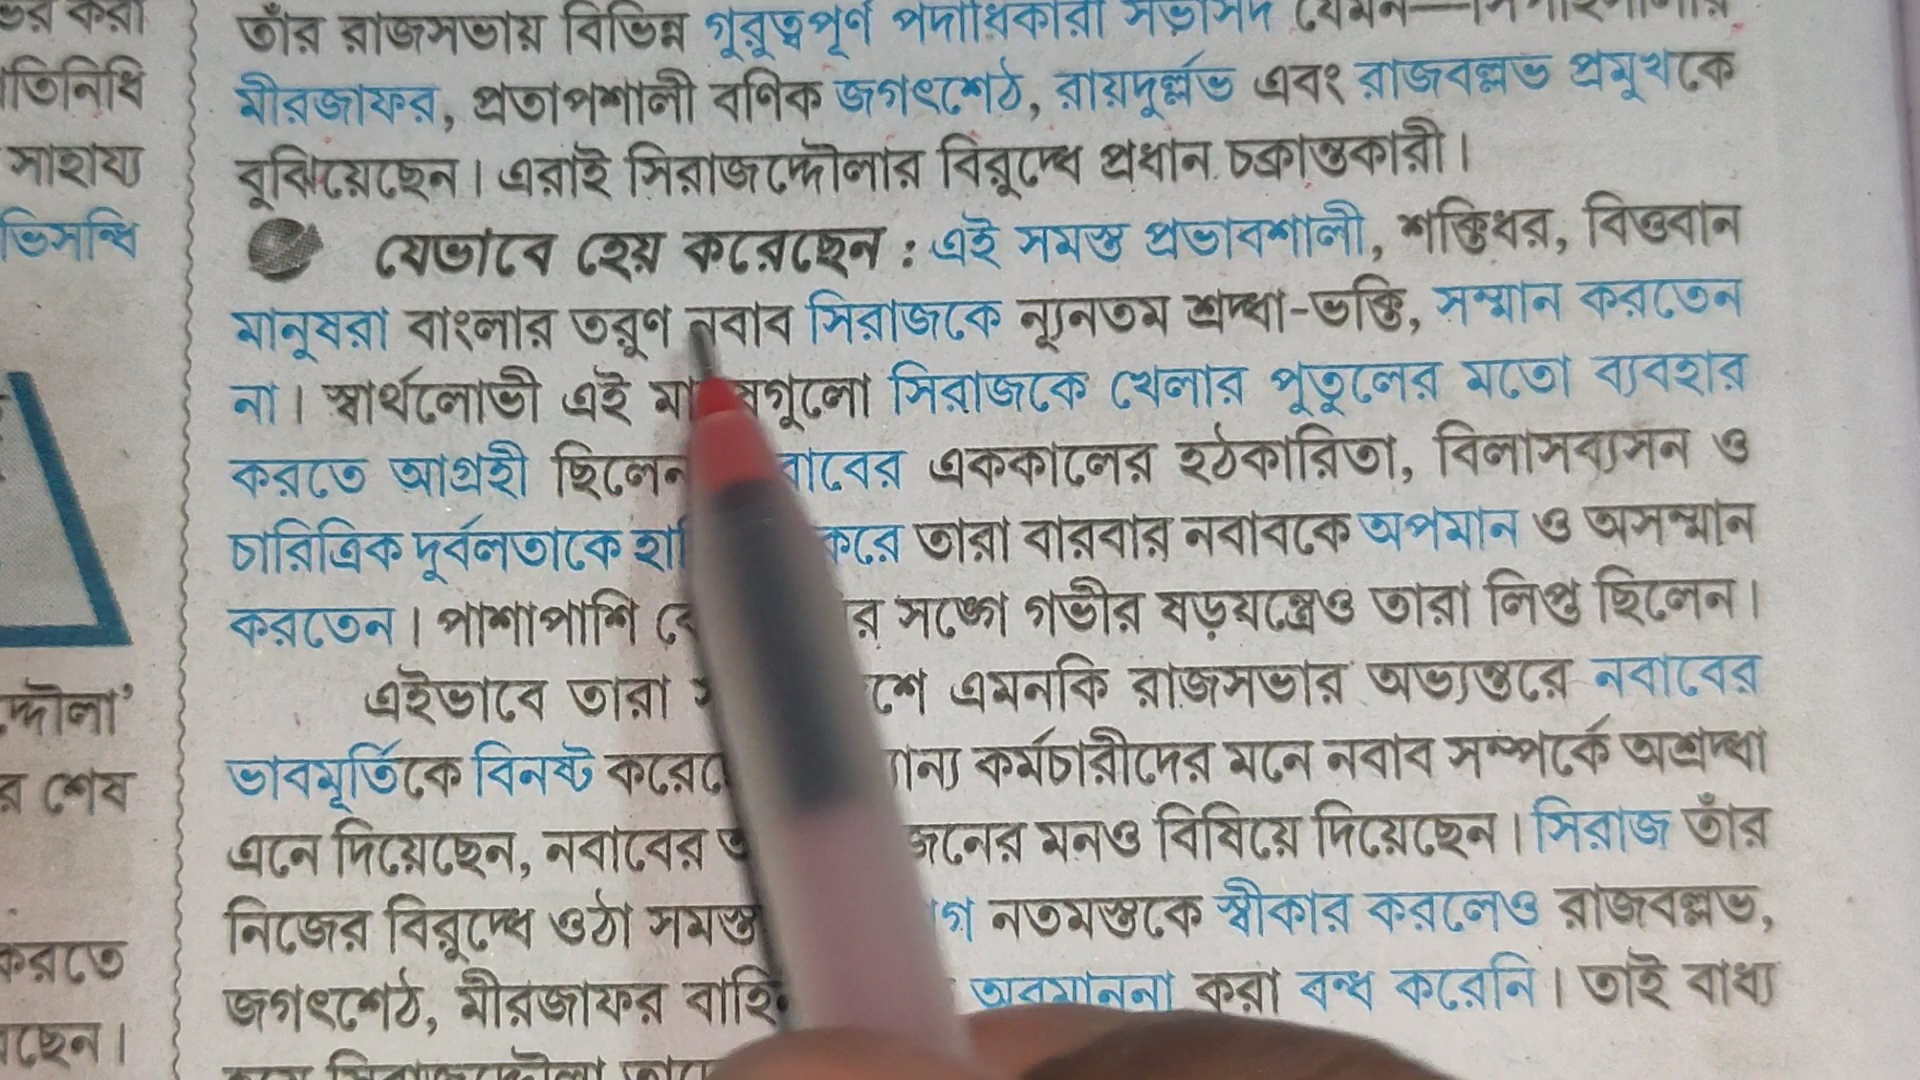 ভর করা
তিনিধি
সাহায্য
ভিসন্ধি
দ্দৌলা’
র শেষ
করতে
ছেন।
তাঁর রাজসভায় বিভিন্ন গুরুত্বপূর্ণ পদাধিকারী সভাসদ যেমন—
মীরজাফর, প্রতাপশালী বণিক জগৎশেঠ, রায়দুর্লভ এবং রাজবল্লভ প্রমুখকে
বুঝিয়েছেন। এরাই সিরাজদ্দৌলার বিরুদ্ধে প্রধান চক্রান্তকারী।
যেভাবে হেয় করেছেন : এই সমস্ত প্রভাবশালী, শক্তিধর, বিত্তবান
মানুষরা বাংলার তরুণ নবাব সিরাজকে ন্যূনতম শ্রদ্ধা-ভক্তি, সম্মান করতেন
না। স্বার্থলোভী এই সিরাজকে খেলার পুতুলের মতো ব্যবহার
করতে আগ্রহী ছিলেন এককালের হঠকারিতা, বিলাসব্যসন ও
চারিত্রিক দুর্বলতাকে করে তারা বারবার নবাবকে অপমান ও অসম্মান
করতেন। পাশাপাশি সঙ্গে গভীর ষড়যন্ত্রেও তারা লিপ্ত ছিলেন।
এইভাবে তারা এমনকি রাজসভার অভ্যন্তরে নবাবের
ভাবমূর্তিকে বিনষ্ট কর্মচারীদের মনে নবাব সম্পর্কে অশ্রদ্ধা
এনে দিয়েছেন, নবাবের মনও বিষিয়ে দিয়েছেন। সিরাজ তাঁর
নিজের বিরুদ্ধে ওঠা সমস্ত নতমস্তকে স্বীকার করলেও রাজবল্লভ,
জগৎশেঠ, মীরজাফর অবমাননা করা বন্ধ করেনি। তাই বাধ্য